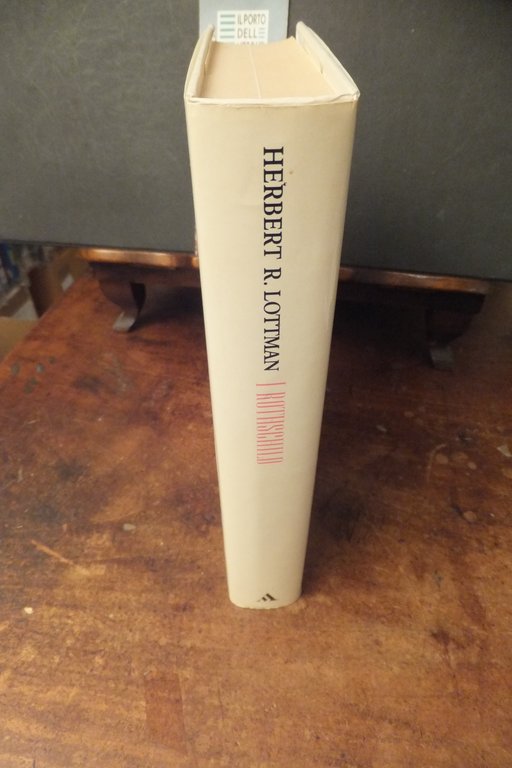 IL PORTO
DELL
HERBERT R. LOTTMAN
I ROTHSCHILD